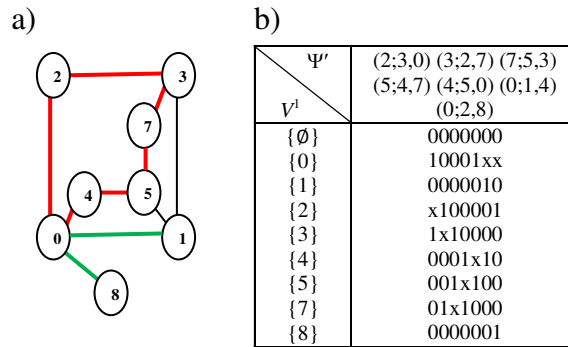 a)
b)
2
3
7
4
5
0
1
8
Ψ′
V¹
(2;3,0) (3;2,7) (7;5,3)
(5;4,7) (4;5,0) (0;1,4)
(0;2,8)
{∅} 0000000
{0} 10001xx
{1} 0000010
{2} x100001
{3} 1x10000
{4} 0001x10
{5} 001x100
{7} 01x1000
{8} 0000001